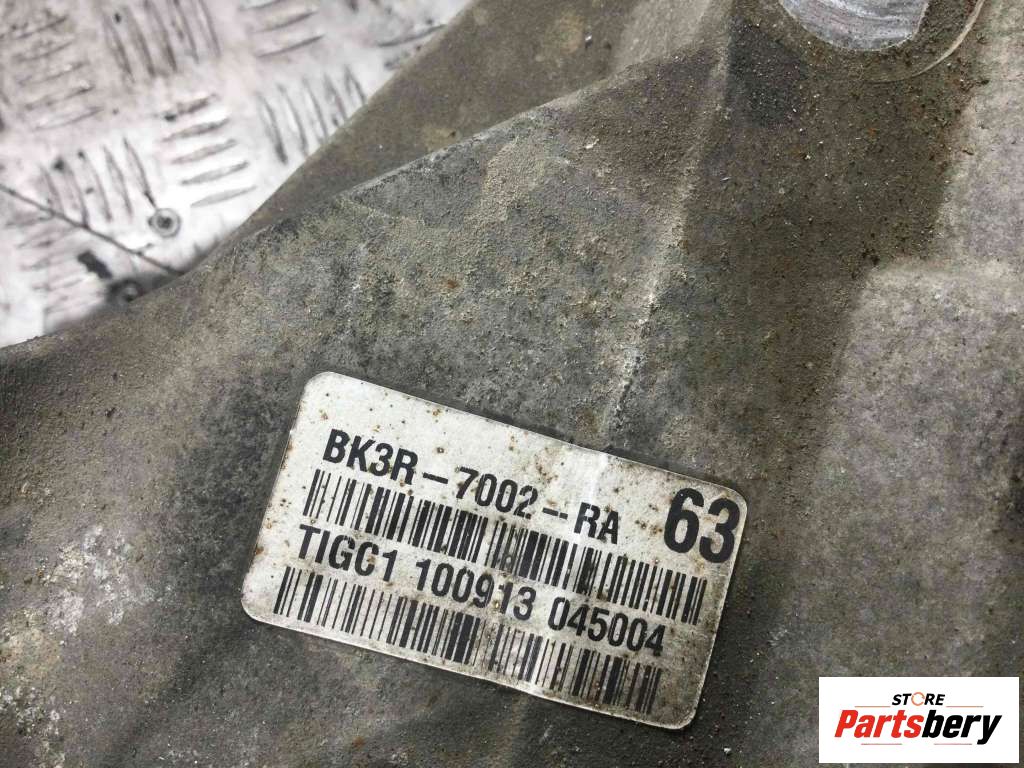 BK3R-7002-RA 63
TIGC1 100913 045004
STORE
Partsbery